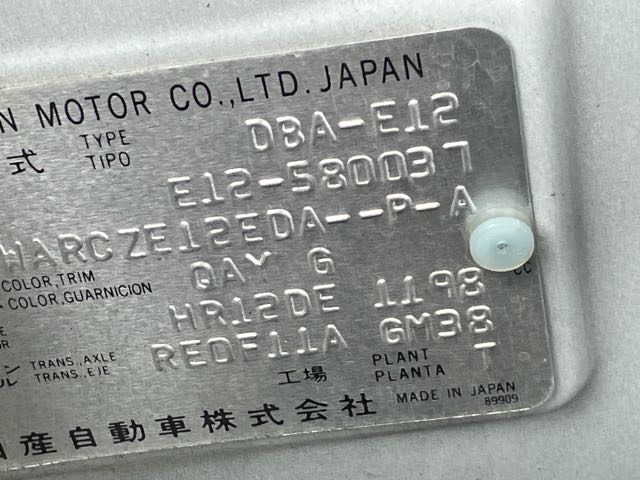 N MOTOR CO.,LTD. JAPAN
式 TYPE TIPO DBA-E12
E12-580037
WARCZE12EDA--P-A
COLOR, TRIM COLOR, GUARNICION QAY G
HR12DE 1198 CC
TRANS., AXLE TRANS., EJE RE0F11A GM38
工場 PLANT PLANTA T
産自動車株式会社 MADE IN JAPAN
89909